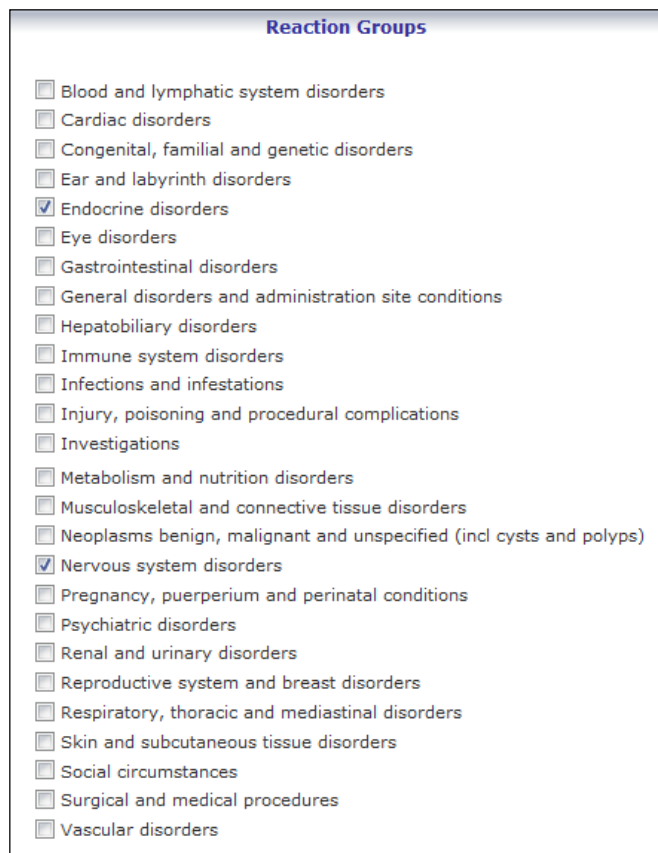 Reaction Groups
Blood and lymphatic system disorders
Cardiac disorders
Congenital, familial and genetic disorders
Ear and labyrinth disorders
Endocrine disorders
Eye disorders
Gastrointestinal disorders
General disorders and administration site conditions
Hepatobiliary disorders
Immune system disorders
Infections and infestations
Injury, poisoning and procedural complications
Investigations
Metabolism and nutrition disorders
Musculoskeletal and connective tissue disorders
Neoplasms benign, malignant and unspecified (incl cysts and polyps)
Nervous system disorders
Pregnancy, puerperium and perinatal conditions
Psychiatric disorders
Renal and urinary disorders
Reproductive system and breast disorders
Respiratory, thoracic and mediastinal disorders
Skin and subcutaneous tissue disorders
Social circumstances
Surgical and medical procedures
Vascular disorders